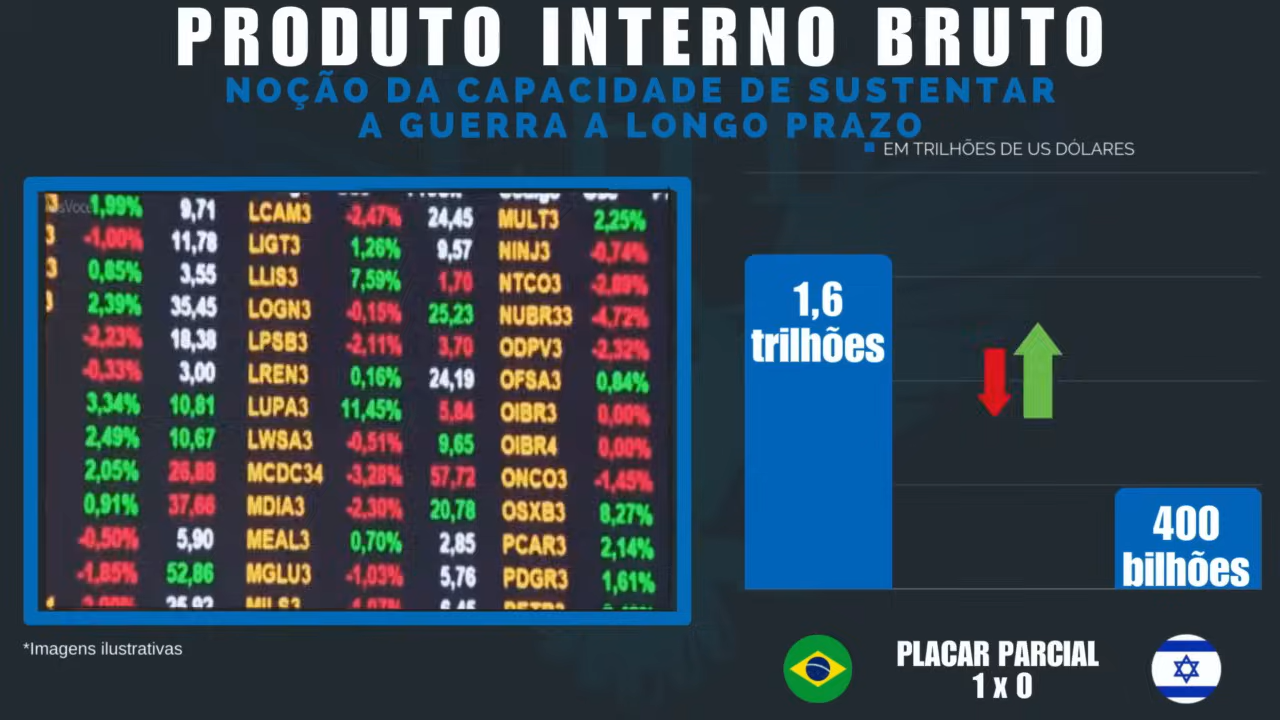 PRODUTO INTERNO BRUTO
NOÇÃO DA CAPACIDADE DE SUSTENTAR
A GUERRA A LONGO PRAZO
EM TRILHÕES DE US DÓLARES
1,99% 9,71 LCAM3 -2,47% 24,45 MULT3 2,25%
3 -1,00% 11,78 LIGT3 1,26% 9,57 NINJ3 -0,74%
3 0,85% 3,55 LLIS3 7,59% 1,70 NTCO3 -2,89%
2,39% 35,45 LOGN3 -0,15% 25,23 NUBR33 -4,72%
-2,23% 18,38 LPSB3 -2,11% 3,70 ODPV3 -2,32%
-0,33% 3,00 LREN3 0,16% 24,19 OFSA3 0,84%
3,34% 10,81 LUPA3 11,45% 5,84 OIBR3 0,00%
2,49% 10,67 LWSA3 -0,51% 9,65 OIBR4 0,00%
2,05% 26,88 MCDC34 -3,28% 57,72 ONCO3 -1,45%
0,91% 37,66 MDIA3 -2,30% 20,78 OSXB3 8,27%
-0,50% 5,90 MEAL3 0,70% 2,85 PCAR3 2,14%
-1,85% 52,86 MGLU3 -1,03% 5,76 PDGR3 1,61%
1,6
trilhões
400
bilhões
*Imagens ilustrativas
PLACAR PARCIAL
1 x 0